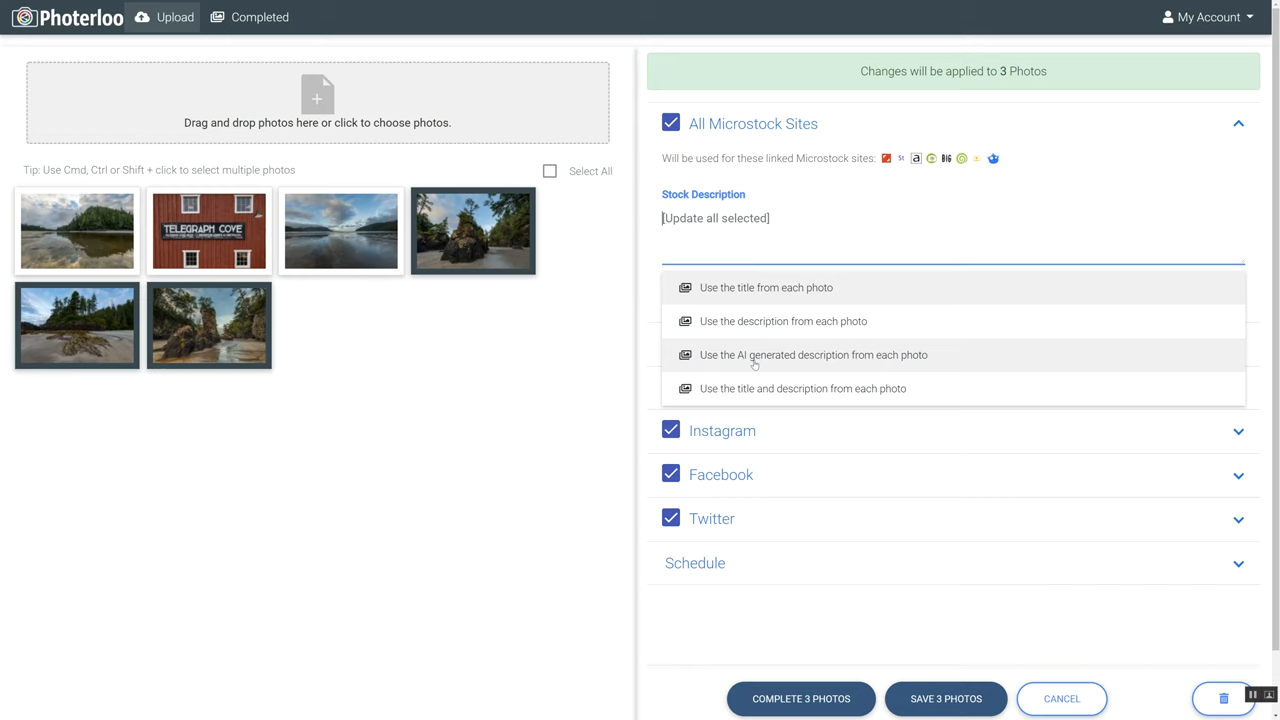 Photerloo
Upload
Completed
My Account
Drag and drop photos here or click to choose photos.
Tip: Use Cmd, Ctrl or Shift + click to select multiple photos
Select All
TELEGRAPH COVE
Changes will be applied to 3 Photos
All Microstock Sites
Will be used for these linked Microstock sites: St a BIG
Stock Description
[Update all selected]
Use the title from each photo
Use the description from each photo
Use the AI generated description from each photo
Use the title and description from each photo
Instagram
Facebook
Twitter
Schedule
COMPLETE 3 PHOTOS
SAVE 3 PHOTOS
CANCEL